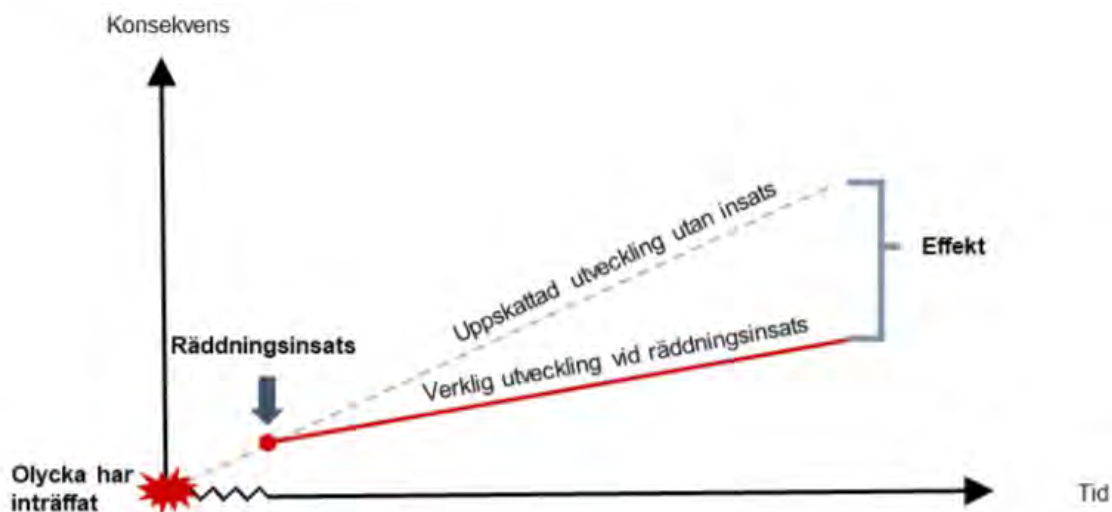 Konsekvens
Uppskattad utveckling utan insats
Effekt
Räddningsinsats
Verklig utveckling vid räddningsinsats
Olycka har
inträffat
Tid